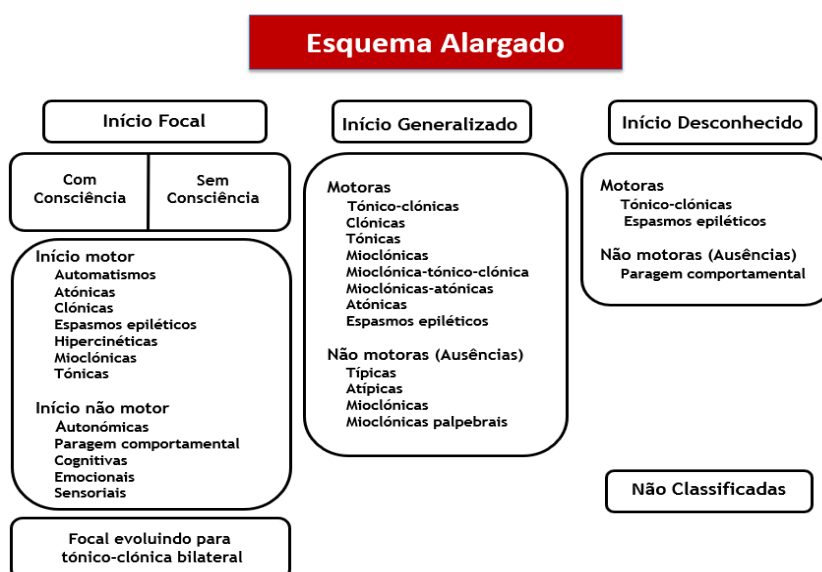 Esquema Alargado
Início Focal
Com
Consciência
Sem
Consciência
Início motor
Automatismos
Atónicas
Clónicas
Espasmos epiléticos
Hipercinéticas
Mioclónicas
Tónicas
Início não motor
Autonómicas
Paragem comportamental
Cognitivas
Emocionais
Sensoriais
Focal evoluindo para
tónico-clónica bilateral
Início Generalizado
Motoras
Tónico-clónicas
Clónicas
Tónicas
Mioclónicas
Mioclónica-tónico-clónica
Mioclónicas-atónicas
Atónicas
Espasmos epiléticos
Não motoras (Ausências)
Típicas
Atípicas
Mioclónicas
Mioclónicas palpebrais
Início Desconhecido
Motoras
Tónico-clónicas
Espasmos epiléticos
Não motoras (Ausências)
Paragem comportamental
Não Classificadas